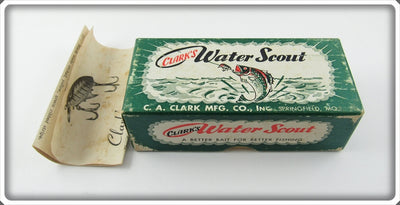 CLARK'S Water Scout
C. A. CLARK MFG. CO., INC., SPRINGFIELD, MO.
CLARK'S Water Scout
A BETTER BAIT FOR BETTER FISHING